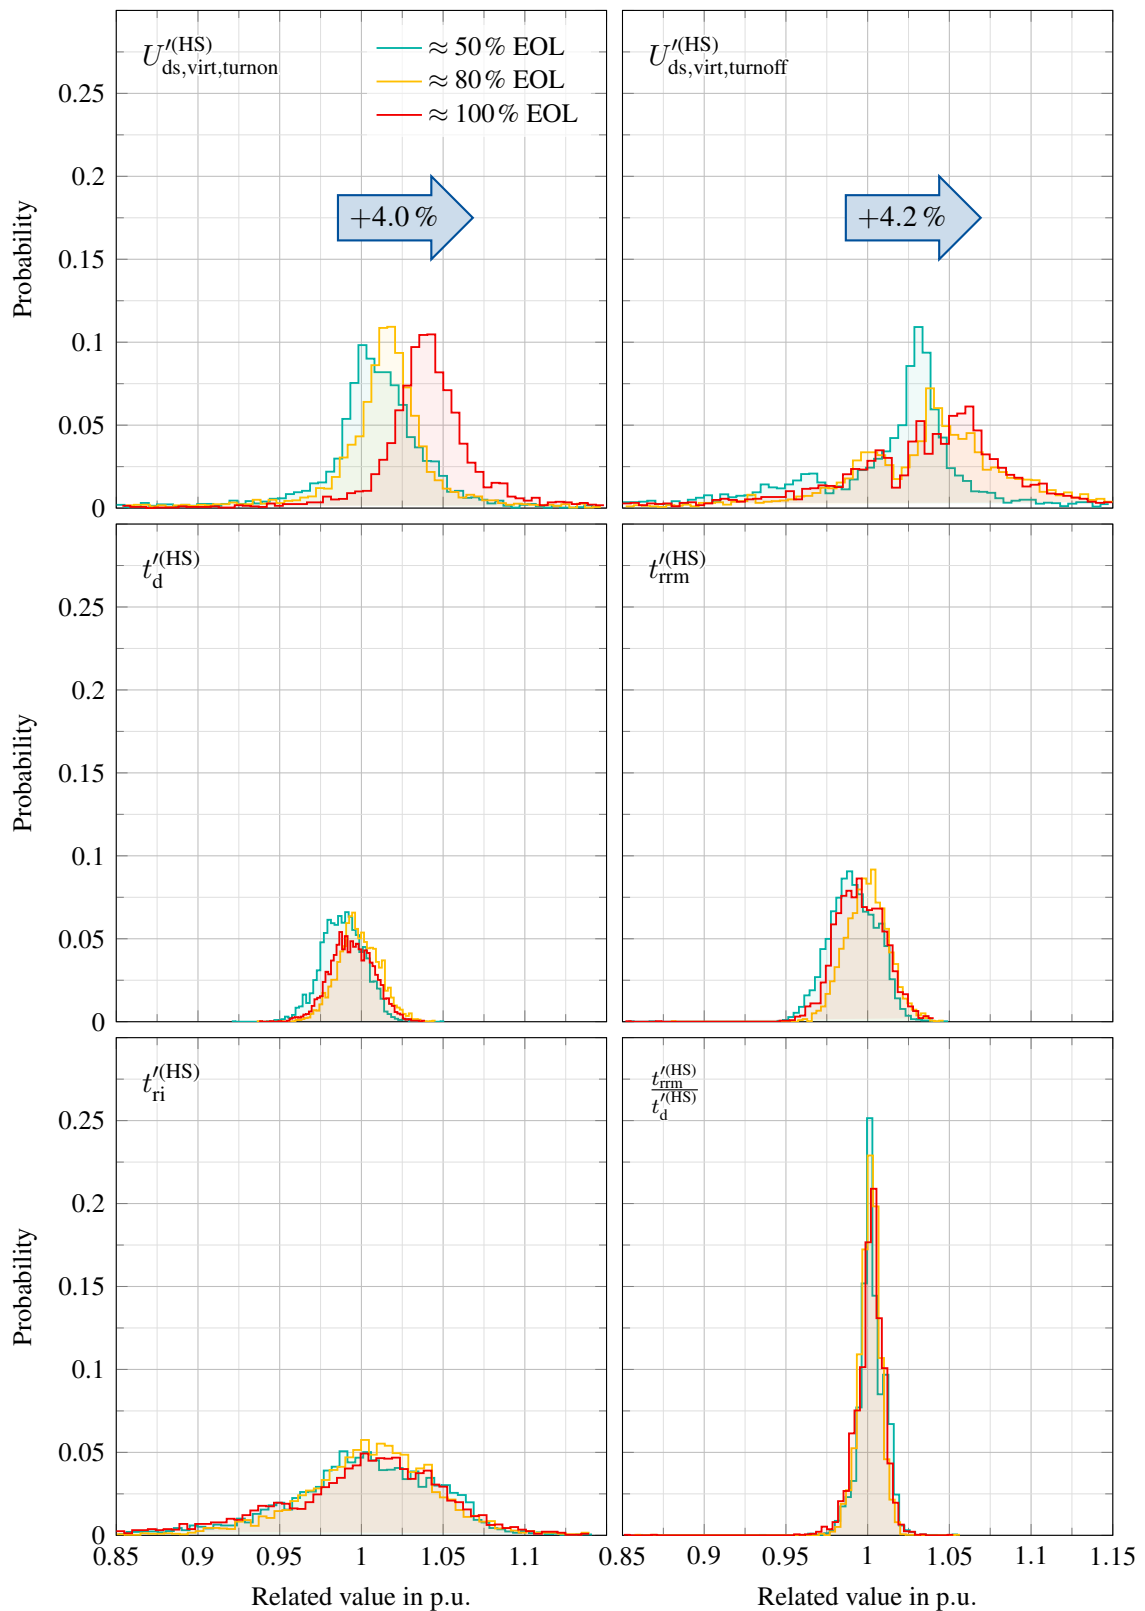 U′(HS)ds,virt,turnon
≈ 50 % EOL
≈ 80 % EOL
≈ 100 % EOL
U′(HS)ds,virt,turnoff
+4.0 %
+4.2 %
Probability
0.25
0.2
0.15
0.1
0.05
0
t′(HS)d
t′(HS)rrm
Probability
0.25
0.2
0.15
0.1
0.05
0
t′(HS)ri
t′(HS)rrm
t′(HS)d
Probability
0.25
0.2
0.15
0.1
0.05
0
0.85 0.9 0.95 1 1.05 1.1
0.85 0.95 1 1.05 1.1 1.15
0.9
Related value in p.u.
Related value in p.u.